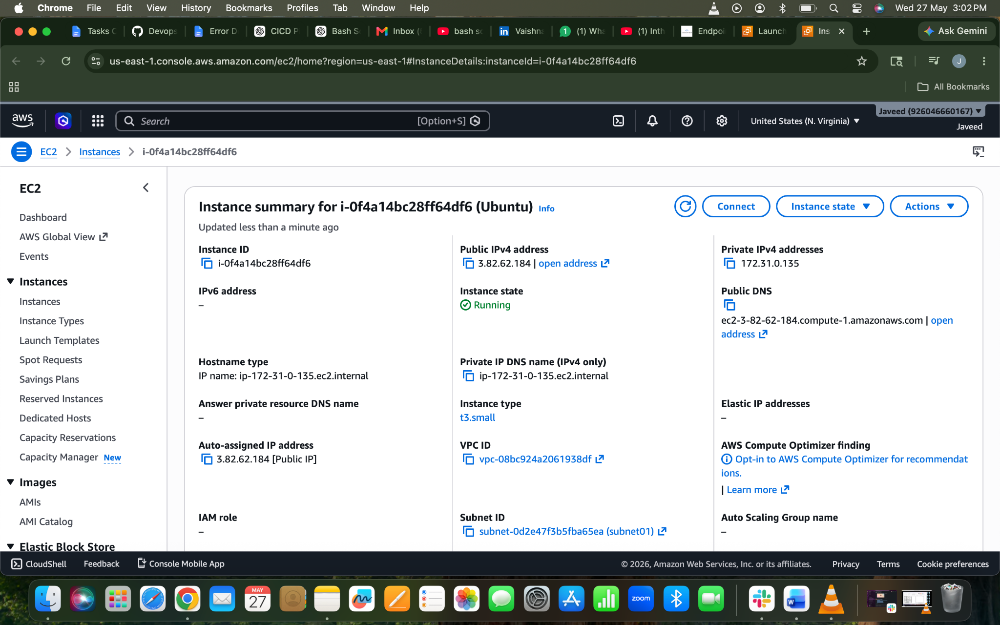 Chrome File Edit View History Bookmarks Profiles Tab Window Help Wed 27 May 3:02 PM
Tasks Devops Error D CICD P Bash S Inbox ( bash sc Vaishna 1 (1) Wha (1) Inth Endpoi Launch Ins Ask Gemini
us-east-1.console.aws.amazon.com/ec2/home?region=us-east-1#InstanceDetails:instanceId=i-0f4a14bc28ff64df6 J
All Bookmarks
aws Search [Option+S] United States (N. Virginia) Javeed (926046660167)
Javeed
EC2 Instances i-0f4a14bc28ff64df6
EC2
Dashboard
AWS Global View
Events
Instances
Instances
Instance Types
Launch Templates
Spot Requests
Savings Plans
Reserved Instances
Dedicated Hosts
Capacity Reservations
Capacity Manager New
Images
AMIs
AMI Catalog
Elastic Block Store
Instance summary for i-0f4a14bc28ff64df6 (Ubuntu) Info
Connect Instance state Actions
Updated less than a minute ago
Instance ID
i-0f4a14bc28ff64df6
Public IPv4 address
3.82.62.184 | open address
Private IPv4 addresses
172.31.0.135
IPv6 address
–
Instance state
Running
Public DNS
ec2-3-82-62-184.compute-1.amazonaws.com | open
address
Hostname type
IP name: ip-172-31-0-135.ec2.internal
Private IP DNS name (IPv4 only)
ip-172-31-0-135.ec2.internal
Answer private resource DNS name
–
Instance type
t3.small
Elastic IP addresses
–
Auto-assigned IP address
3.82.62.184 [Public IP]
VPC ID
vpc-08bc924a2061938df
AWS Compute Optimizer finding
Opt-in to AWS Compute Optimizer for recommendat
ions.
| Learn more
IAM role
–
Subnet ID
subnet-0d2e47f3b5fba65ea (subnet01)
Auto Scaling Group name
–
CloudShell Feedback Console Mobile App © 2026, Amazon Web Services, Inc. or its affiliates. Privacy Terms Cookie preferences
MAY
27
zoom
W